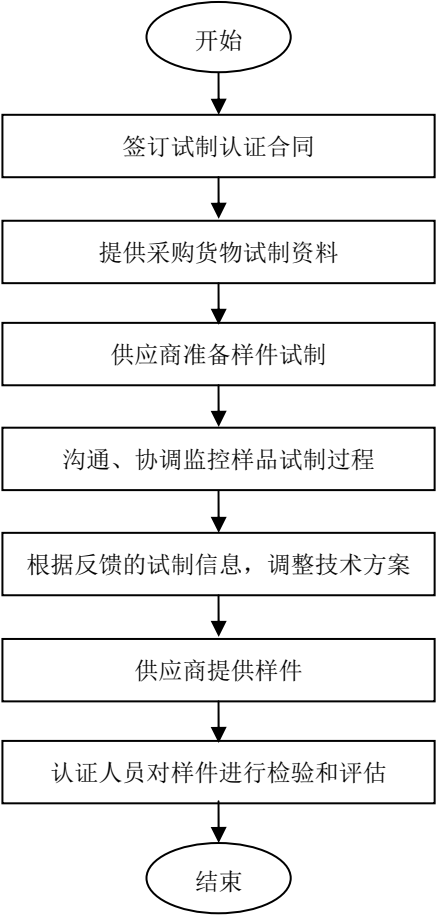 开始
签订试制认证合同
提供采购货物试制资料
供应商准备样件试制
沟通、协调监控样品试制过程
根据反馈的试制信息，调整技术方案
供应商提供样件
认证人员对样件进行检验和评估
结束